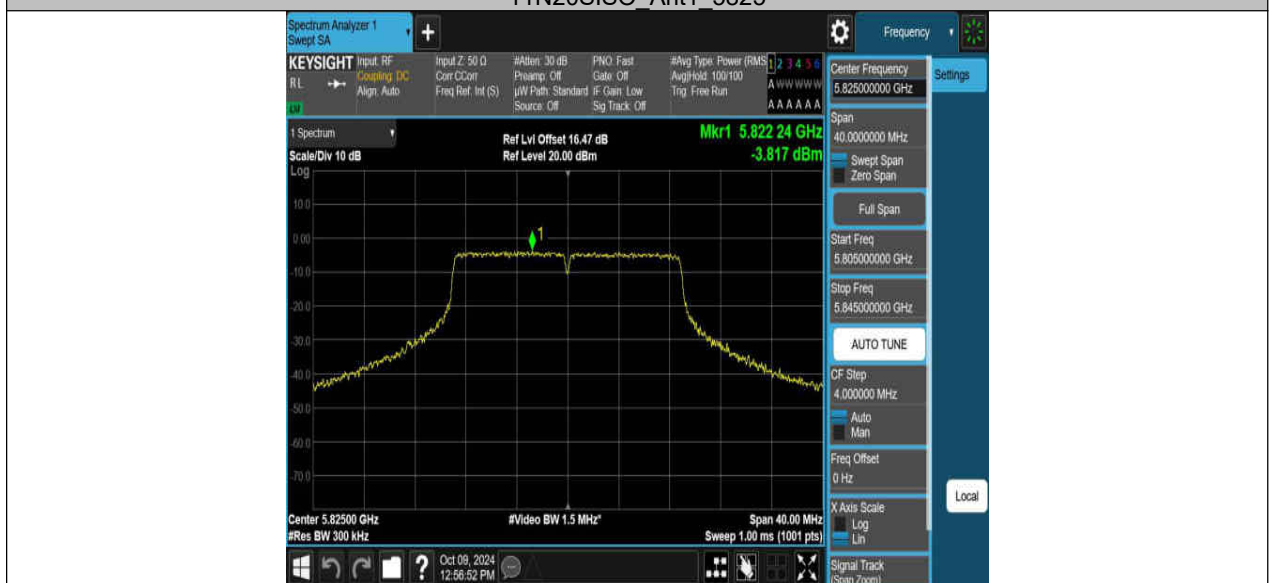 Spectrum Analyzer 1
Swept SA
+
Frequency
KEYSIGHT
RL
Input: RF
Coupling: DC
Align: Auto
Input Z: 50 Ω
Corr CCorr
Freq Ref: Int (S)
#Atten: 30 dB
Preamp: Off
µW Path: Standard
Source: Off
PNO: Fast
Gate: Off
IF Gain: Low
Sig Track: Off
#Avg Type: Power (RMS
Avg|Hold: 100/100
Trig: Free Run
1 2 3 4 5 6
A W W W W W
A A A A A A
Center Frequency
5.825000000 GHz
Settings
Span
40.0000000 MHz
Swept Span
Zero Span
Full Span
Start Freq
5.805000000 GHz
Stop Freq
5.845000000 GHz
AUTO TUNE
CF Step
4.000000 MHz
Auto
Man
Freq Offset
0 Hz
X Axis Scale
Log
Lin
Signal Track
(Span Zoom)
Local
1 Spectrum
Scale/Div 10 dB
Log
Ref Lvl Offset 16.47 dB
Ref Level 20.00 dBm
Mkr1 5.822 24 GHz
-3.817 dBm
10.0
0.00
-10.0
-20.0
-30.0
-40.0
-50.0
-60.0
-70.0
1
Center 5.82500 GHz
#Res BW 300 kHz
#Video BW 1.5 MHz*
Span 40.00 MHz
Sweep 1.00 ms (1001 pts)
?
Oct 09, 2024
12:56:52 PM